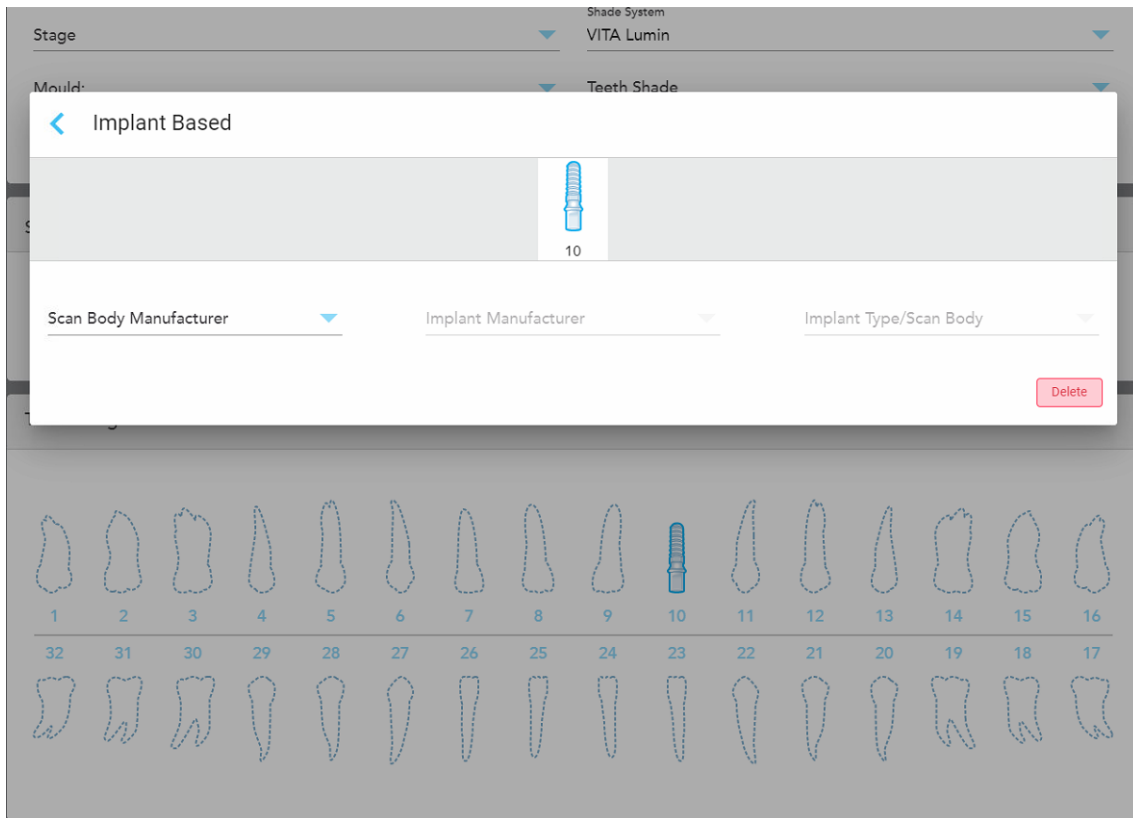 Shade System
Stage
VITA Lumin
Mould:
Teeth Shade
Implant Based
10
Scan Body Manufacturer
Implant Manufacturer
Implant Type/Scan Body
Delete
1 2 3 4 5 6 7 8 9 10 11 12 13 14 15 16
32 31 30 29 28 27 26 25 24 23 22 21 20 19 18 17